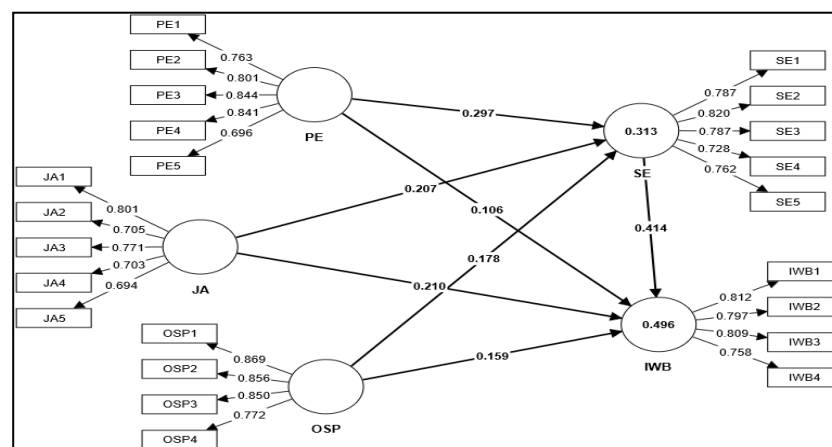 PE1
PE2
PE3
PE4
PE5
0.763
0.801
0.844
0.841
0.696
PE
JA1
JA2
JA3
JA4
JA5
0.801
0.705
0.771
0.703
0.694
JA
OSP1
OSP2
OSP3
OSP4
0.869
0.856
0.850
0.772
OSP
0.297
0.207
0.106
0.178
0.210
0.159
0.414
0.313
SE
0.787
0.820
0.787
0.728
0.762
SE1
SE2
SE3
SE4
SE5
0.496
IWB
0.812
0.797
0.809
0.758
IWB1
IWB2
IWB3
IWB4